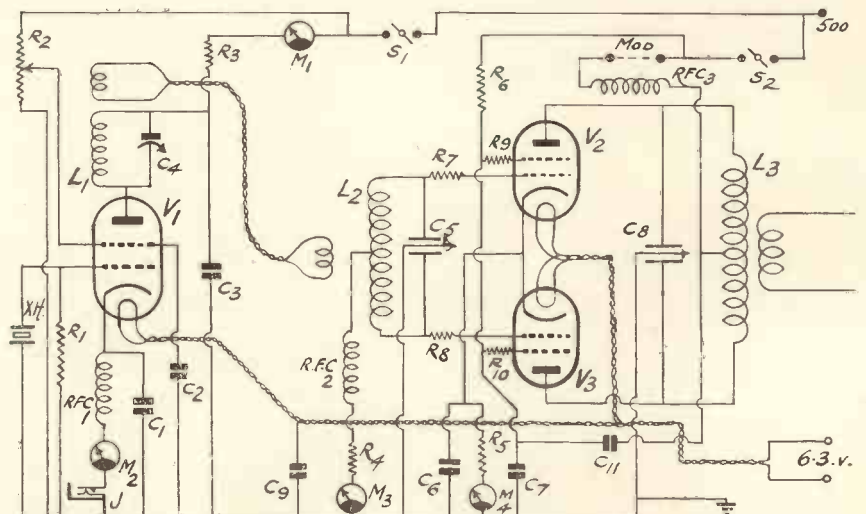 R2
R3
M1
S1
500
R6
MOD
RFC3
S2
C4
L1
V1
R7
R9
V2
L2
L3
C5
C8
C3
XH.
R1
R.F.C
2
R8
R
10
V3
RFC
1
C1
C2
M2
J
R4
R5
C9
M3
C6
M
4
C7
C11
6·3.v.